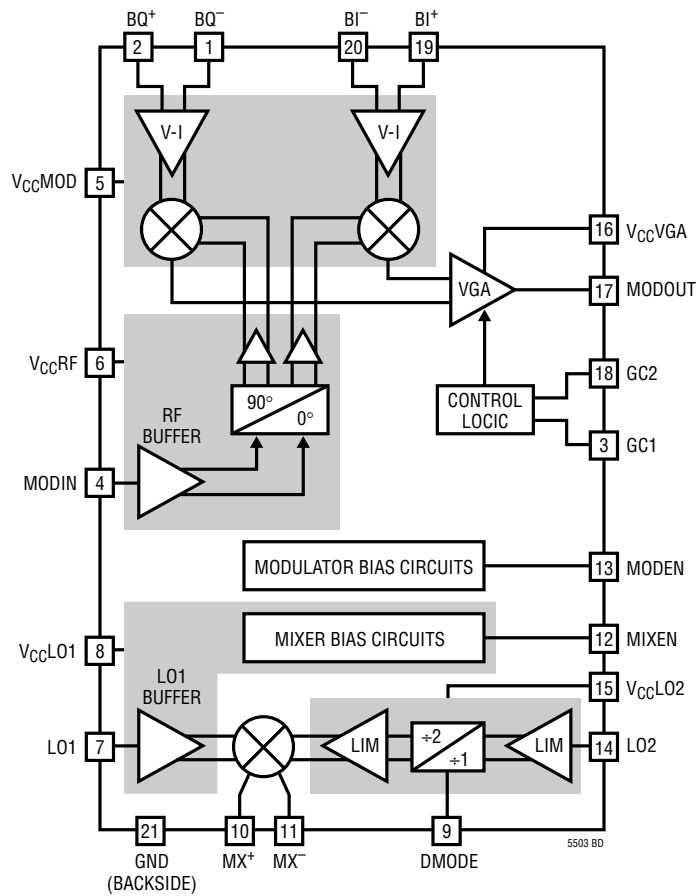 BQ+ BQ– BI– BI+
2 1 20 19
V-I V-I
VCCMOD 5
16 VCCVGA
VGA 17 MODOUT
VCCRF 6
18 GC2
90°
0°
CONTROL
LOGIC
RF
BUFFER
3 GC1
MODIN 4
MODULATOR BIAS CIRCUITS 13 MODEN
MIXER BIAS CIRCUITS 12 MIXEN
VCCLO1 8
LO1
BUFFER
15 VCCLO2
LO1 7
LIM
÷2
÷1
LIM
14 LO2
21 10 11 9
5503 BD
GND
(BACKSIDE)
MX+ MX– DMODE